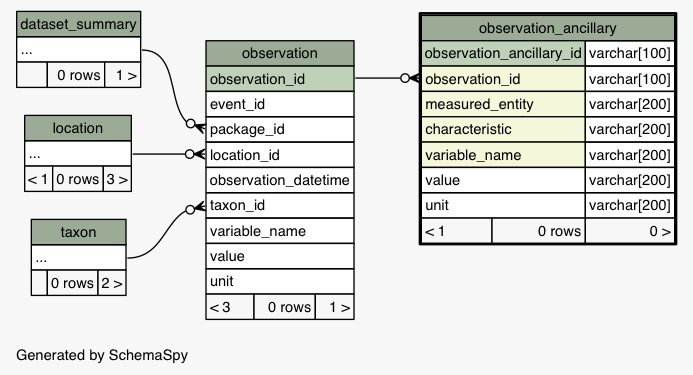 dataset_summary
...
0 rows 1 >
location
...
< 1 0 rows 3 >
taxon
...
0 rows 2 >
observation
observation_id
event_id
package_id
location_id
observation_datetime
taxon_id
variable_name
value
unit
< 3 0 rows 1 >
observation_ancillary
observation_ancillary_id varchar[100]
observation_id varchar[100]
measured_entity varchar[200]
characteristic varchar[200]
variable_name varchar[200]
value varchar[200]
unit varchar[200]
< 1 0 rows 0 >
Generated by SchemaSpy